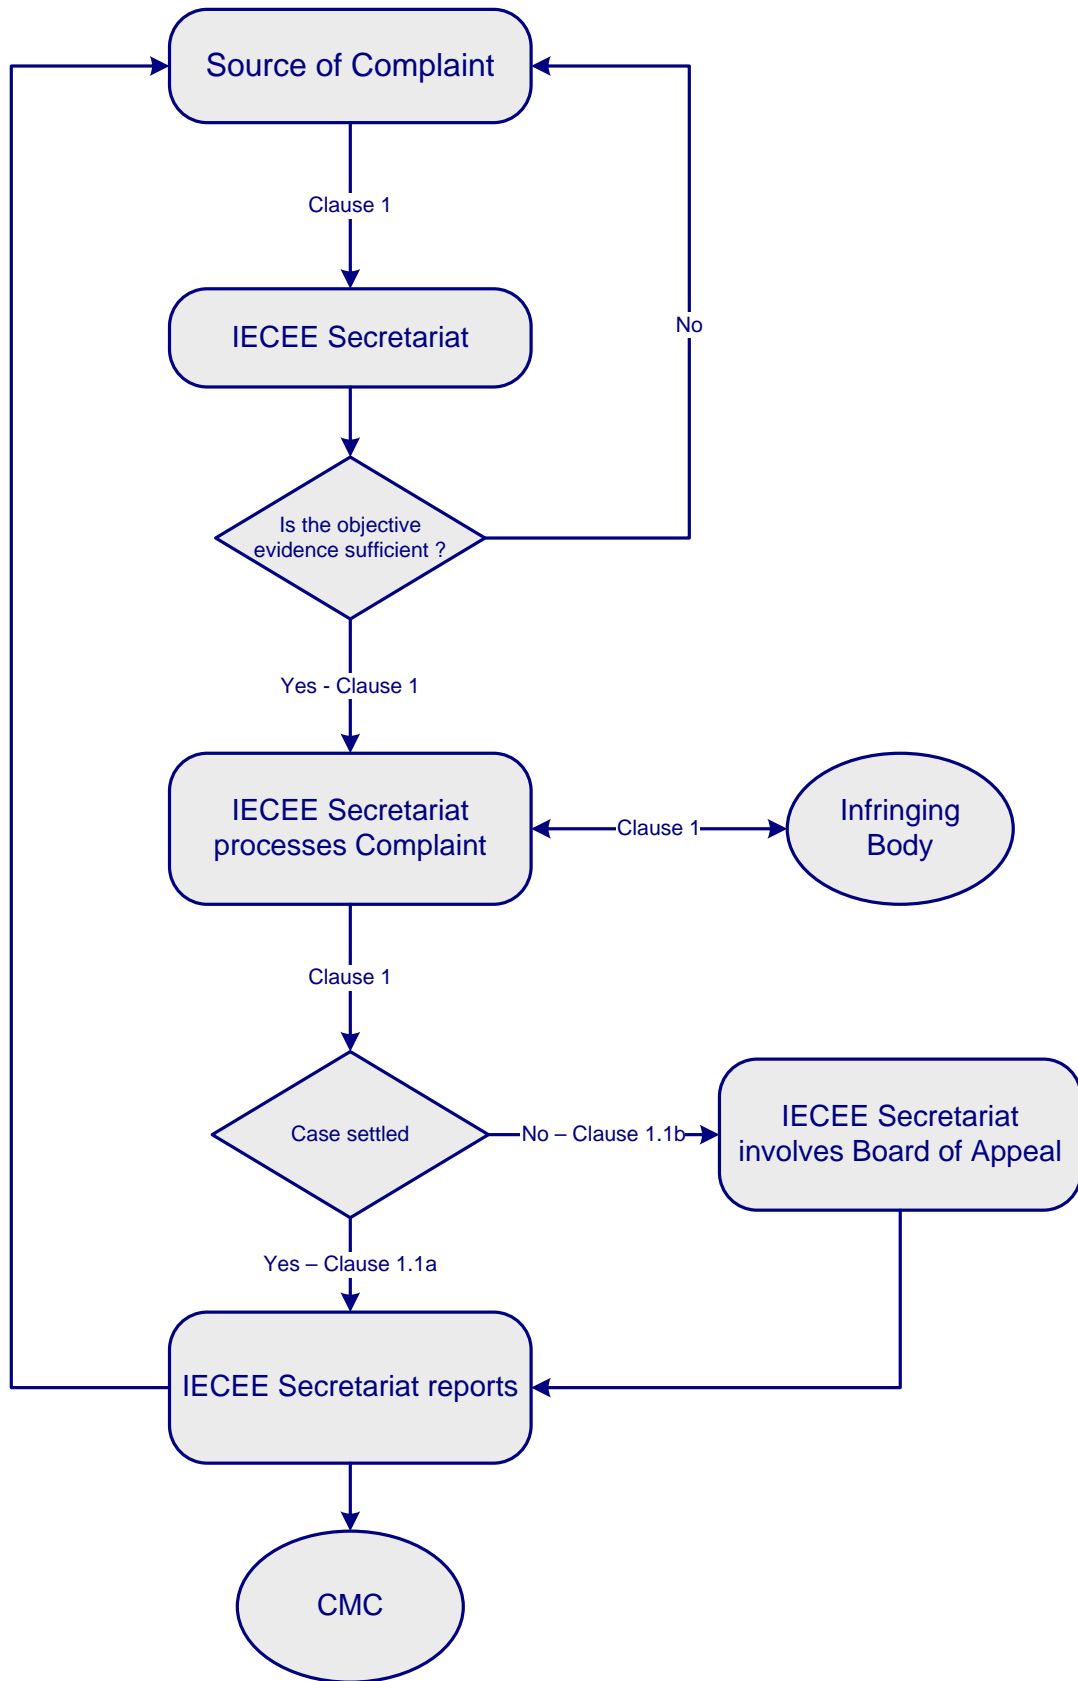 Source of Complaint
Clause 1
IECEE Secretariat
No
Is the objective
evidence sufficient ?
Yes - Clause 1
IECEE Secretariat
processes Complaint
Clause 1
Infringing
Body
Clause 1
Case settled
No – Clause 1.1b
IECEE Secretariat
involves Board of Appeal
Yes – Clause 1.1a
IECEE Secretariat reports
CMC